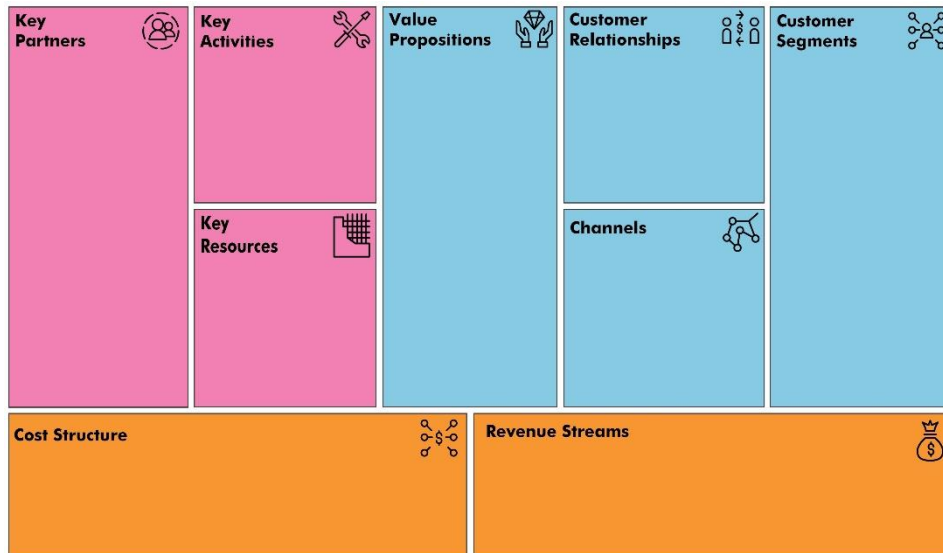 Key
Partners
Key
Activities
Value
Propositions
Customer
Relationships
Customer
Segments
Key
Resources
Channels
Cost Structure
$
Revenue Streams
$